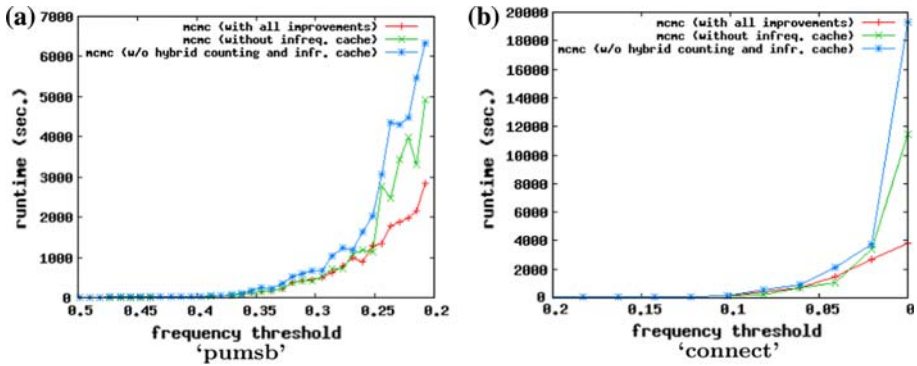 (a)
7000
6000
5000
4000
3000
2000
1000
0
runtime (sec.)
mcmc (with all improvements)
mcmc (without infreq. cache)
mcmc (w/o hybrid counting and infr. cache)
0.5 0.45 0.4 0.35 0.3 0.25 0.2
frequency threshold
‘pumsb’
(b)
20000
18000
16000
14000
12000
10000
8000
6000
4000
2000
0
runtime (sec.)
mcmc (with all improvements)
mcmc (without infreq. cache)
mcmc (w/o hybrid counting and infr. cache)
0.2 0.15 0.1 0.05 0
frequency threshold
‘connect’